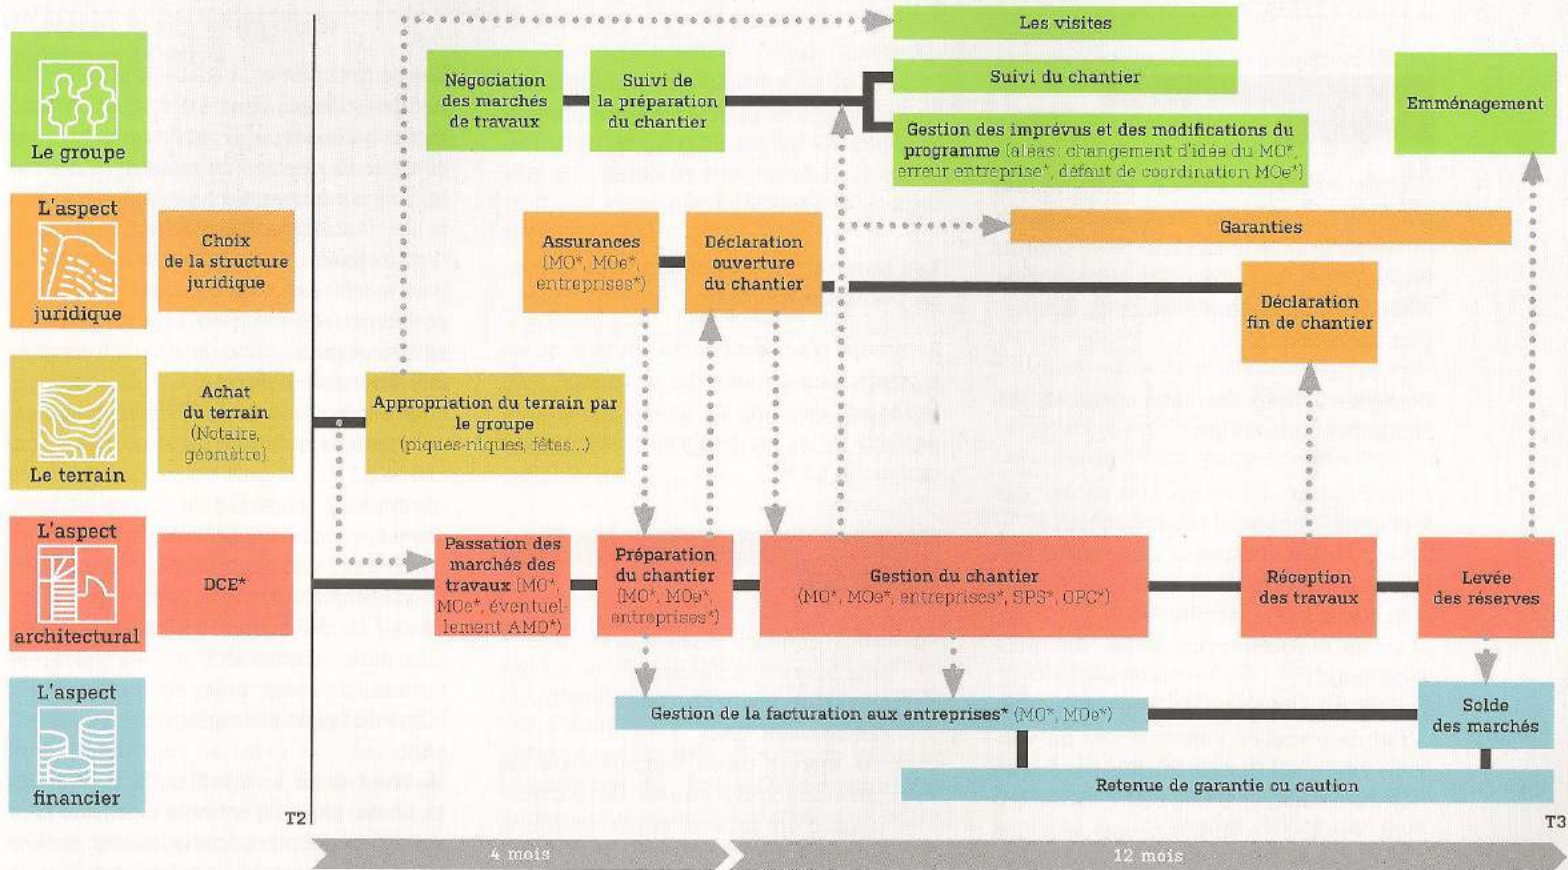 Les visites
Le groupe
Négociation
des marchés
de travaux
Suivi de
la préparation
du chantier
Suivi du chantier
Gestion des imprévus et des modifications du
programme (aléas : changement d'idée du MO*,
erreur entreprise*, défaut de coordination MOe*)
Emménagement
L'aspect
juridique
Choix
de la structure
juridique
Assurances
(MO*, MOe*,
entreprises*)
Déclaration
ouverture
du chantier
Garanties
Déclaration
fin de chantier
Le terrain
Achat
du terrain
(Notaire,
géomètre)
Appropriation du terrain par
le groupe
(piques-niques, fêtes...)
L'aspect
architectural
DCE*
Passation des
marchés des
travaux (MO*,
MOe*, éventuel-
lement AMO*)
Préparation
du chantier
(MO*, MOe*,
entreprises*)
Gestion du chantier
(MO*, MOe*, entreprises*, SPS*, OPC*)
Réception
des travaux
Levée
des réserves
L'aspect
financier
Gestion de la facturation aux entreprises* (MO*, MOe*)
Solde
des marchés
Retenue de garantie ou caution
T2
T3
4 mois
12 mois